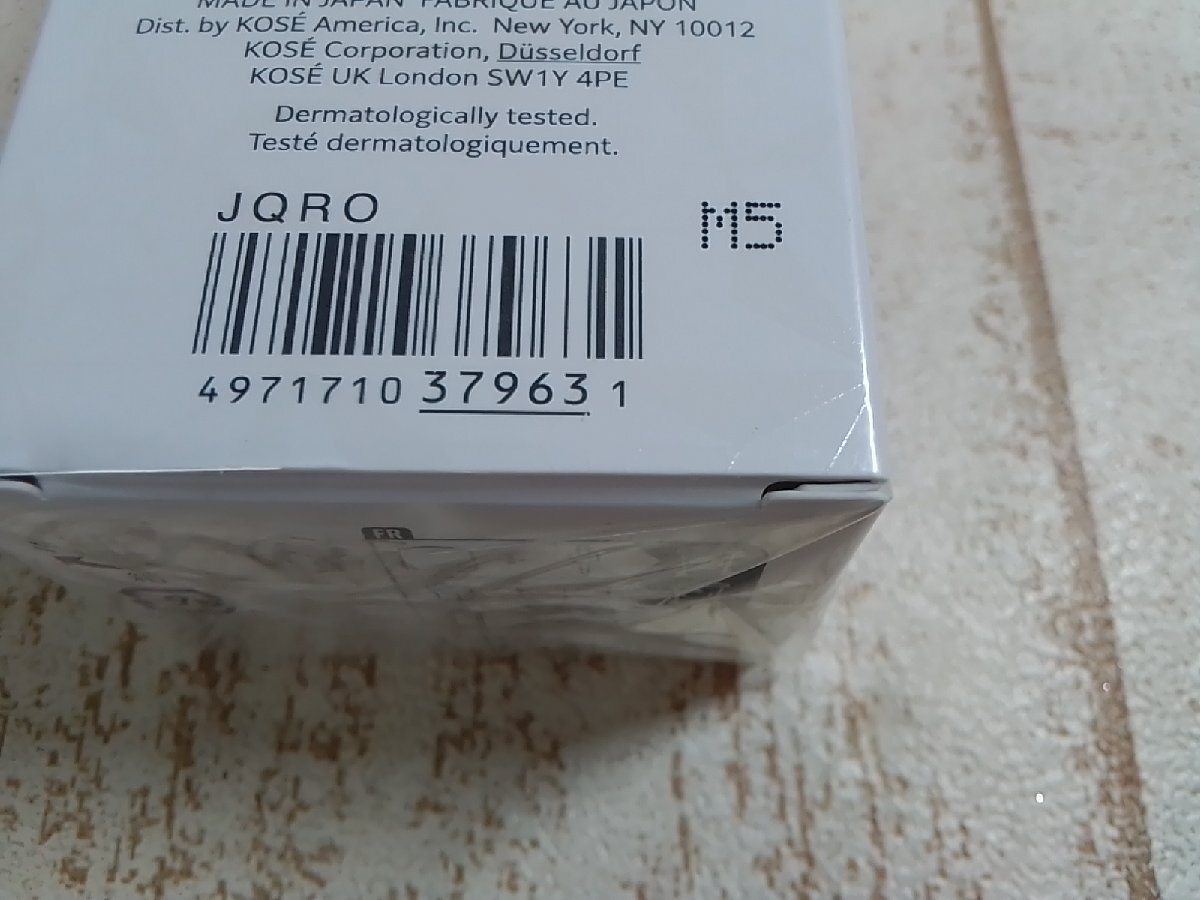 MADE IN JAPAN FABRIQUÉ AU JAPON
Dist. by KOSÉ America, Inc. New York, NY 10012
KOSÉ Corporation, Düsseldorf
KOSÉ UK London SW1Y 4PE
Dermatologically tested.
Testé dermatologiquement.
JQRO
M5
4971710 37963 1
FR